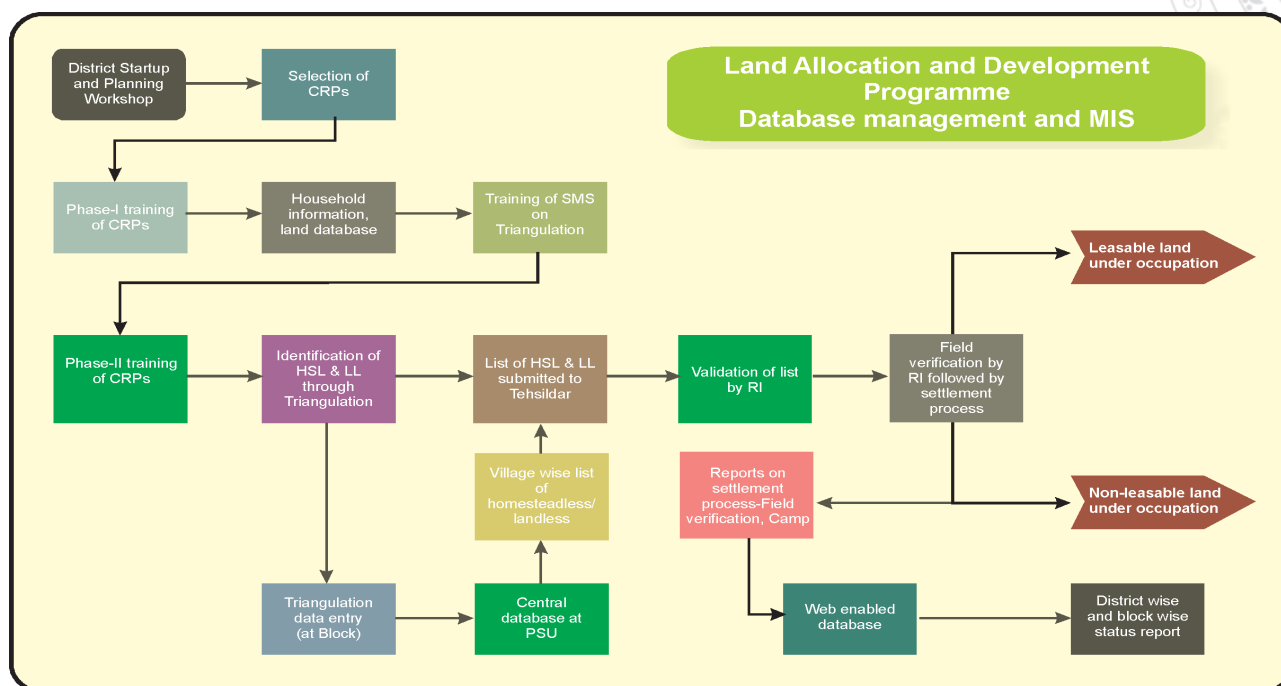 Land Allocation and Development
Programme
Database management and MIS
District Startup
and Planning
Workshop
Selection of
CRPs
Phase-I training
of CRPs
Household
information,
land database
Training of SMS
on
Triangulation
Leasable land
under occupation
Phase-II training
of CRPs
Identification of
HSL & LL
through
Triangulation
List of HSL & LL
submitted to
Tehsildar
Validation of list
by RI
Field
verification by
RI followed by
settlement
process
Village wise list
of
homesteadless/
landless
Reports on
settlement
process-Field
verification, Camp
Non-leasable land
under occupation
Triangulation
data entry
(at Block)
Central
database at
PSU
Web enabled
database
District wise
and block wise
status report